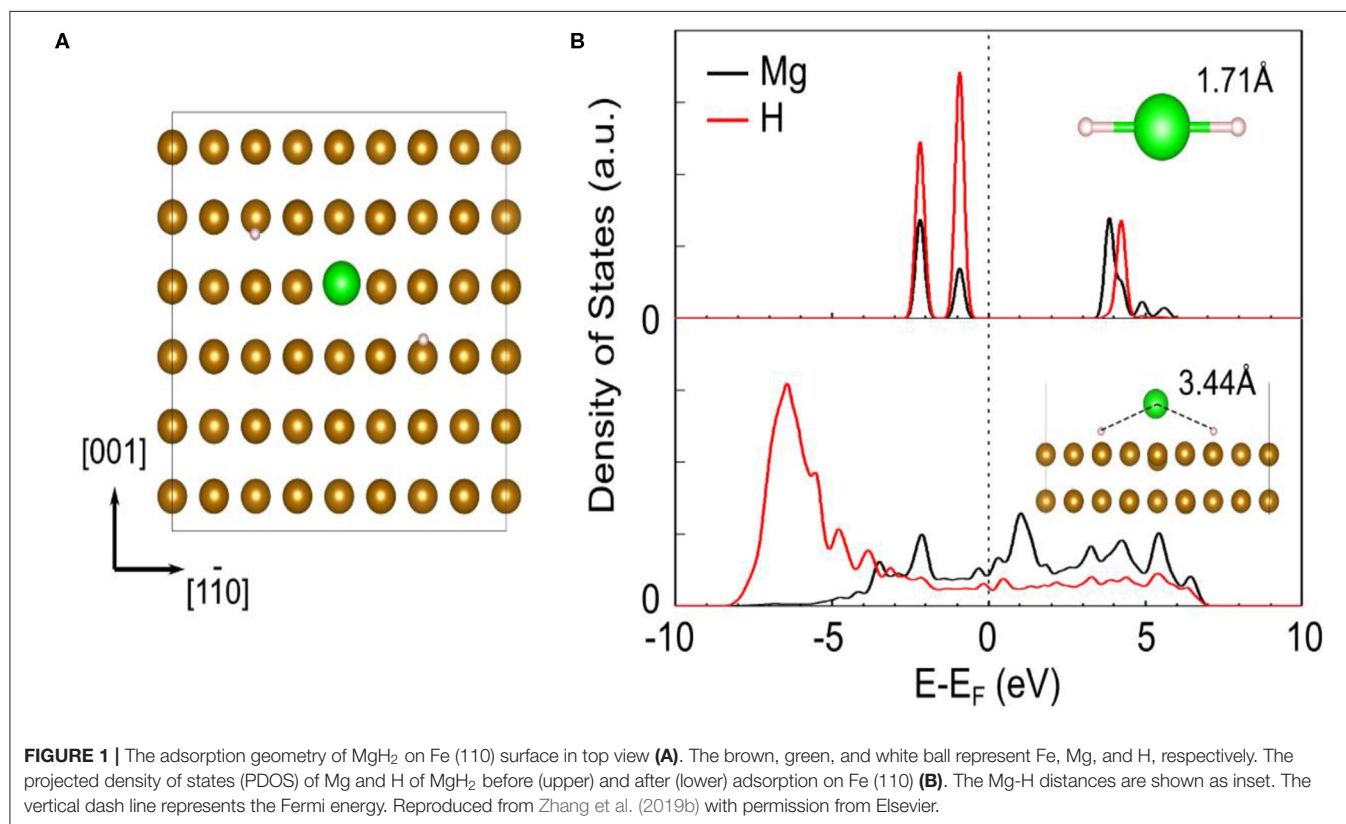 A
[001]
[1-10]
B
Density of States (a.u.)
Mg
H
1.71Å
0
3.44Å
0
-10 -5 0 5 10
E-EF (eV)
FIGURE 1 | The adsorption geometry of MgH2 on Fe (110) surface in top view (A). The brown, green, and white ball represent Fe, Mg, and H, respectively. The
projected density of states (PDOS) of Mg and H of MgH2 before (upper) and after (lower) adsorption on Fe (110) (B). The Mg-H distances are shown as inset. The
vertical dash line represents the Fermi energy. Reproduced from Zhang et al. (2019b) with permission from Elsevier.